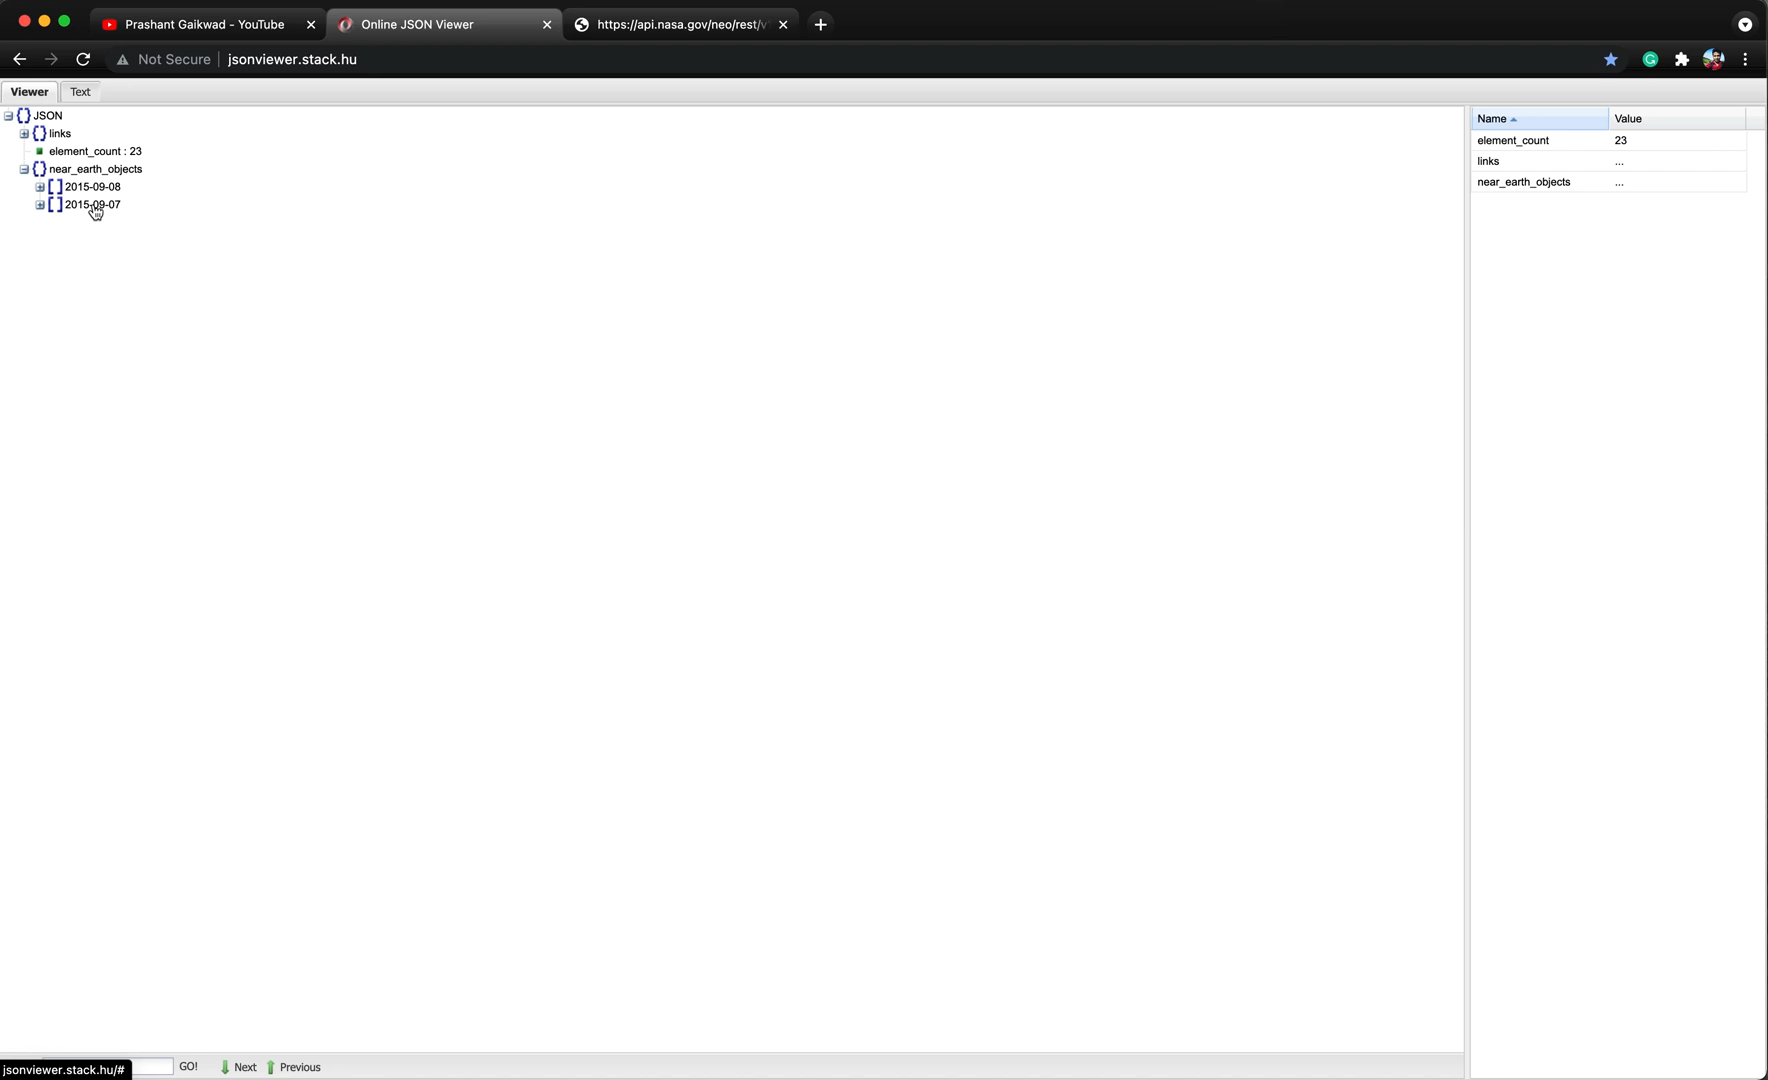 Prashant Gaikwad - YouTube
Online JSON Viewer
https://api.nasa.gov/neo/rest/v
Not Secure
jsonviewer.stack.hu
Viewer
Text
JSON
links
element_count : 23
near_earth_objects
2015-09-08
2015-09-07
Name
Value
element_count
23
links
...
near_earth_objects
...
jsonviewer.stack.hu/#
GO!
Next
Previous